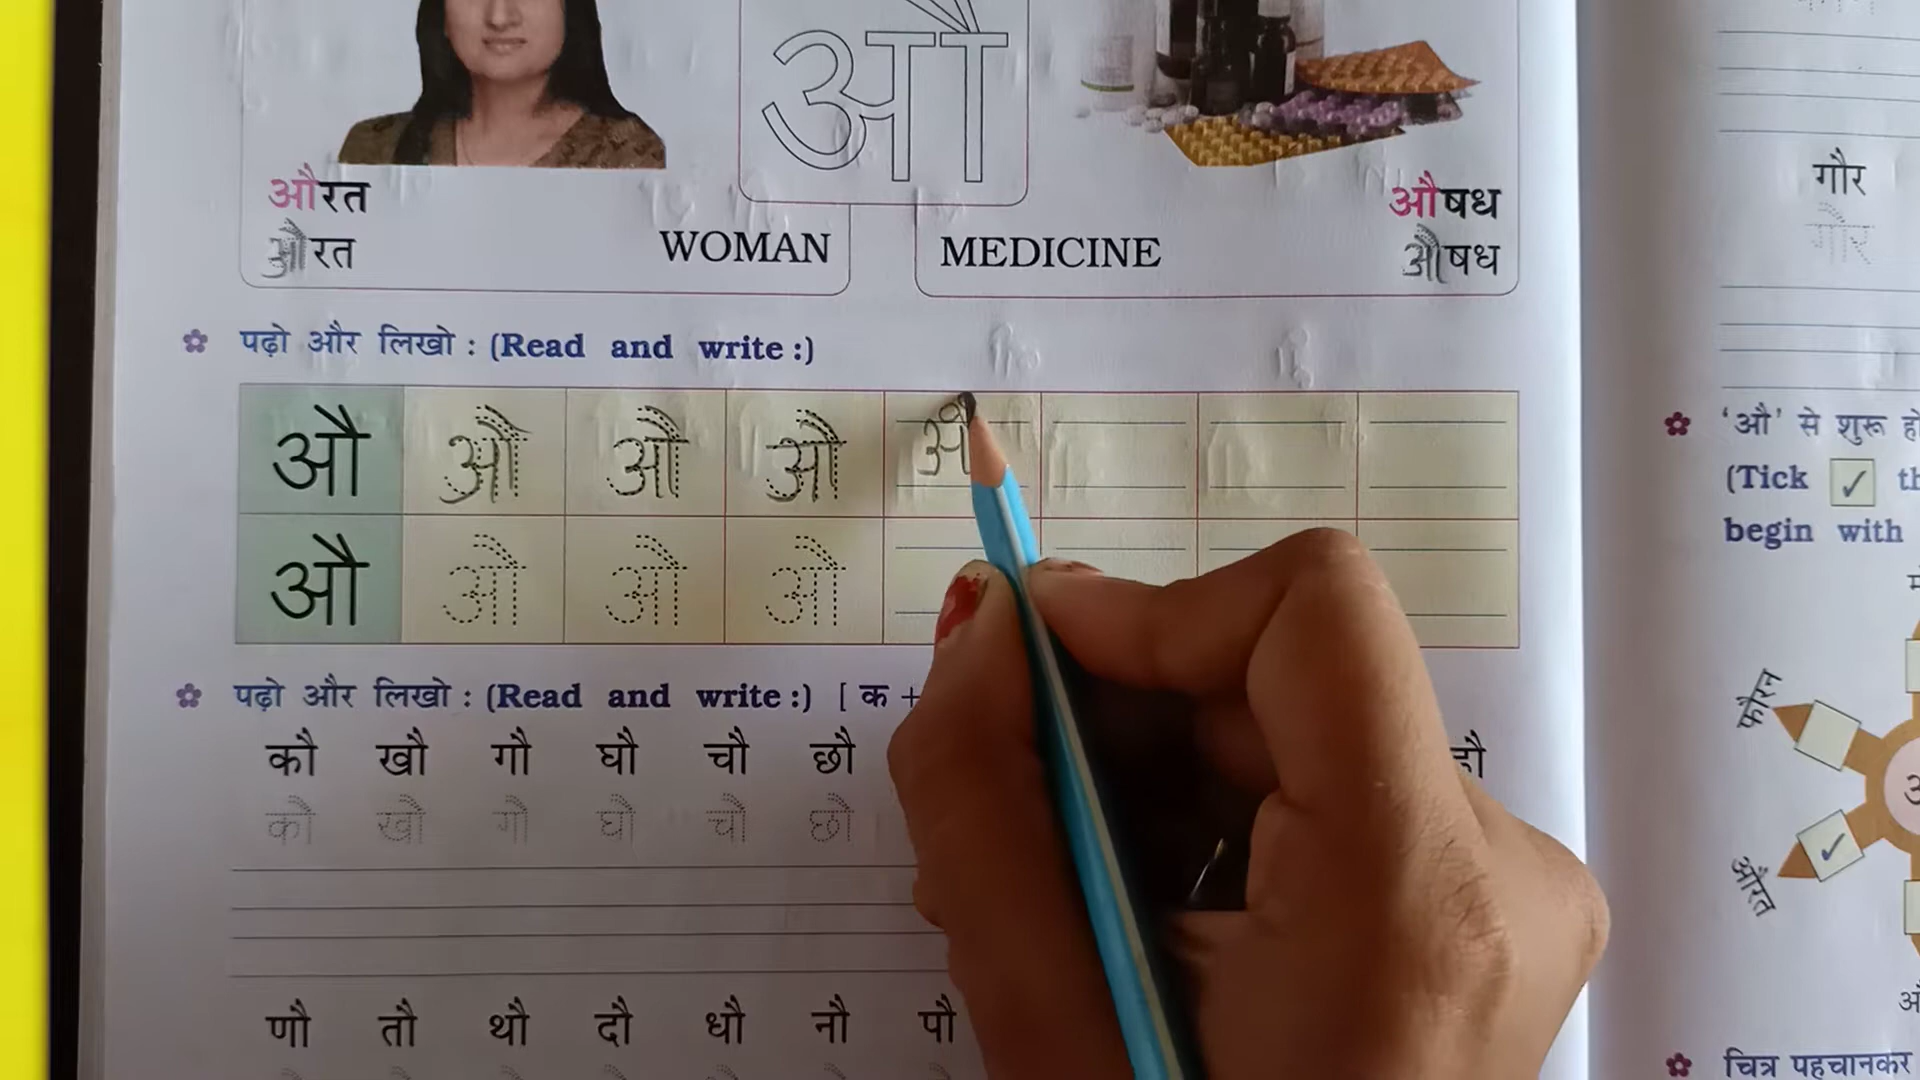 औ
औरत
औरत
WOMAN
MEDICINE
औषध
औषध
पढ़ो और लिखो : (Read and write :)
औ औ औ औ
औ औ औ औ
पढ़ो और लिखो : (Read and write :) [ क +
कौ खौ गौ घौ चौ छौ
कौ खौ गौ घौ चौ छौ
णौ तौ थौ दौ धौ नौ पौ
गौर
गौर
‘औ’ से शुरू
(Tick ✓
begin with
फौरन
औरत
चित्र पहचानकर